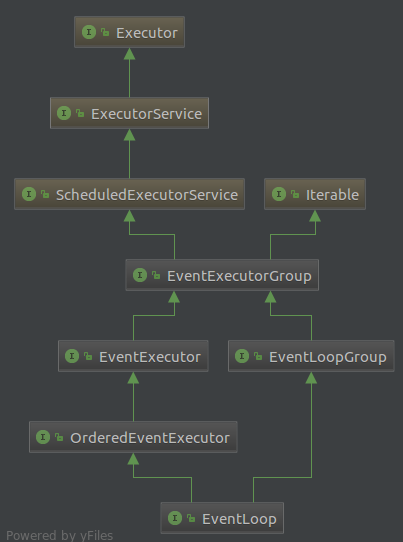 Executor
ExecutorService
ScheduledExecutorService
Iterable
EventExecutorGroup
EventExecutor
EventLoopGroup
OrderedEventExecutor
EventLoop
Powered by yFiles